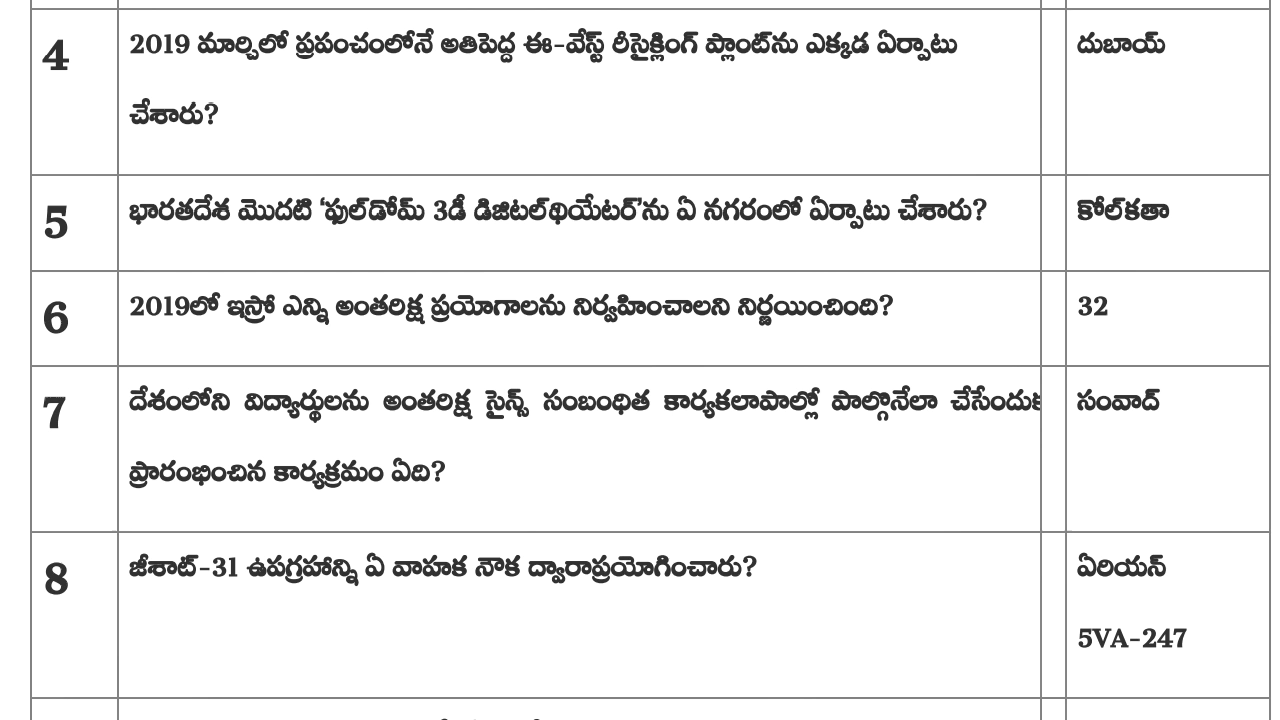 4 2019 మార్చిలో ప్రపంచంలోనే అతిపెద్ద ఈ-వేస్ట్ రీసైక్లింగ్ ప్లాంట్‌ను ఎక్కడ ఏర్పాటు దుబాయ్
చేశారు?
5 భారతదేశ మొదటి ‘ఫుల్‌డోమ్ 3డీ డిజిటల్‌థియేటర్’ను ఏ నగరంలో ఏర్పాటు చేశారు? కోల్‌కతా
6 2019లో ఇస్రో ఎన్ని అంతరిక్ష ప్రయోగాలను నిర్వహించాలని నిర్ణయించింది? 32
7 దేశంలోని విద్యార్థులను అంతరిక్ష సైన్స్ సంబంధిత కార్యకలాపాల్లో పాల్గొనేలా చేసేందుక సంవాద్
ప్రారంభించిన కార్యక్రమం ఏది?
8 జీశాట్-31 ఉపగ్రహాన్ని ఏ వాహక నౌక ద్వారాప్రయోగించారు? ఏరియన్
5VA-247